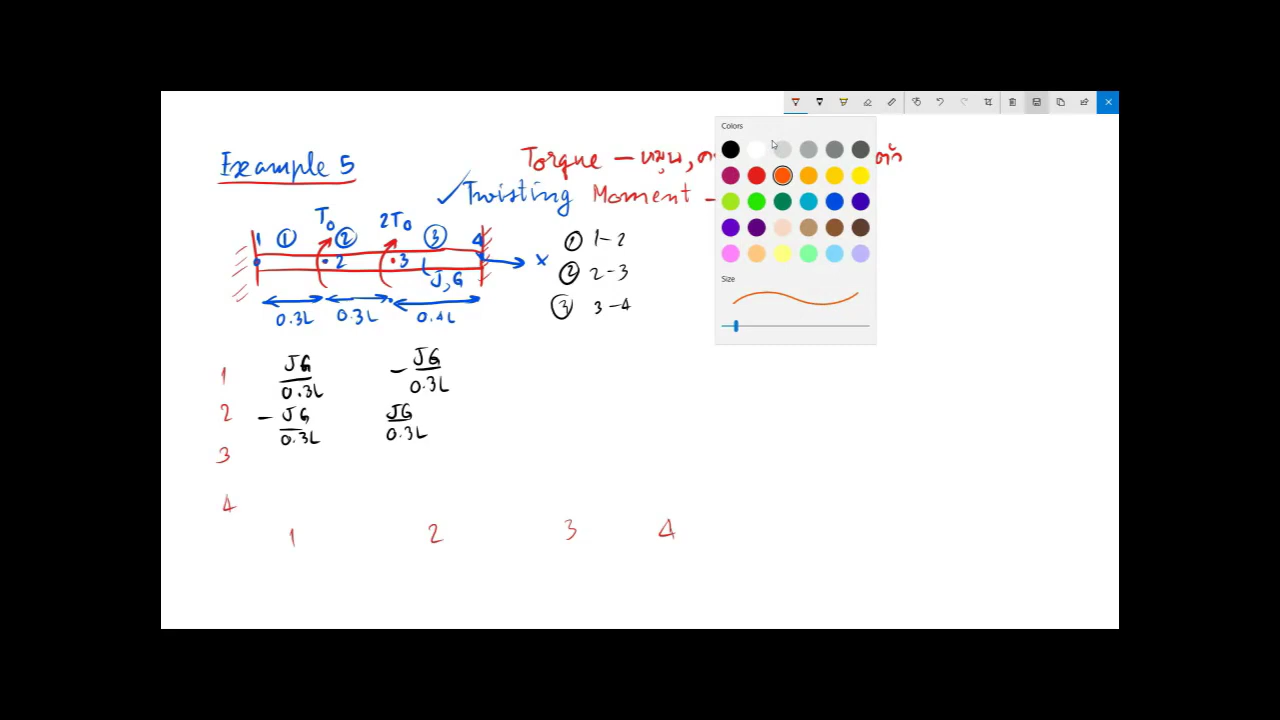 Example 5
Torque – หมุน,
Twisting Moment –
T₀ 2T₀
1 ① ② ③ 4
2 3 x
J,G
0.3L 0.3L 0.4L
① 1–2
② 2–3
③ 3–4
Colors
Size
1 JG/0.3L –JG/0.3L
2 –JG/0.3L JG/0.3L
3
4
1 2 3 4